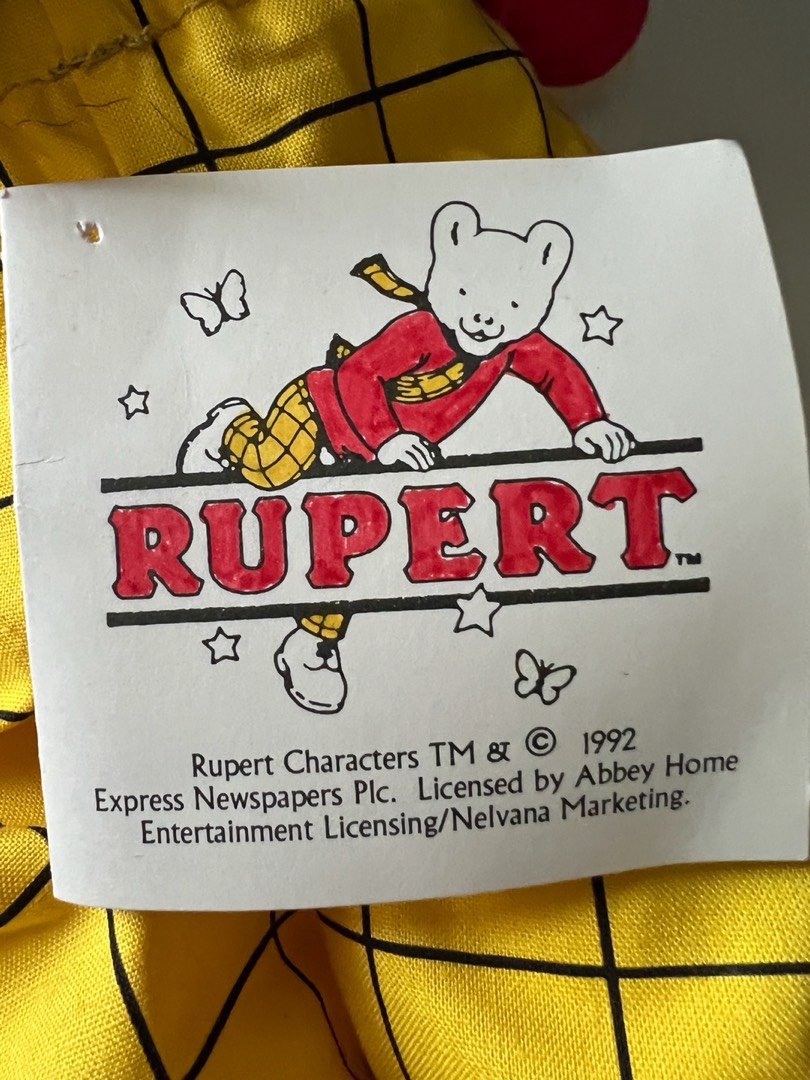 RUPERT™
Rupert Characters TM & © 1992
Express Newspapers Plc. Licensed by Abbey Home
Entertainment Licensing/Nelvana Marketing.